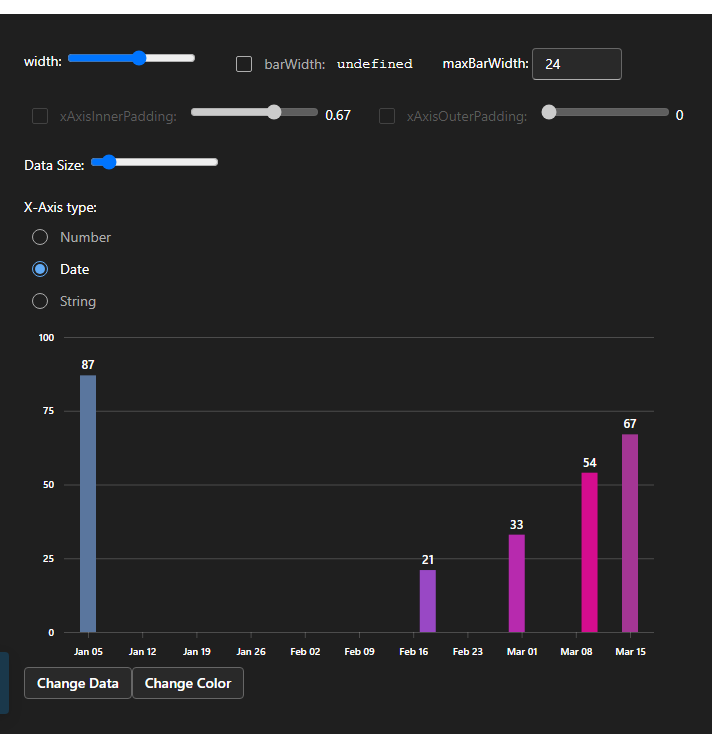 width: barWidth: undefined maxBarWidth: 24
xAxisInnerPadding: 0.67 xAxisOuterPadding: 0
Data Size:
X-Axis type:
Number
Date
String
100
87
75
67
54
50
33
25
21
0
Jan 05 Jan 12 Jan 19 Jan 26 Feb 02 Feb 09 Feb 16 Feb 23 Mar 01 Mar 08 Mar 15
Change Data Change Color